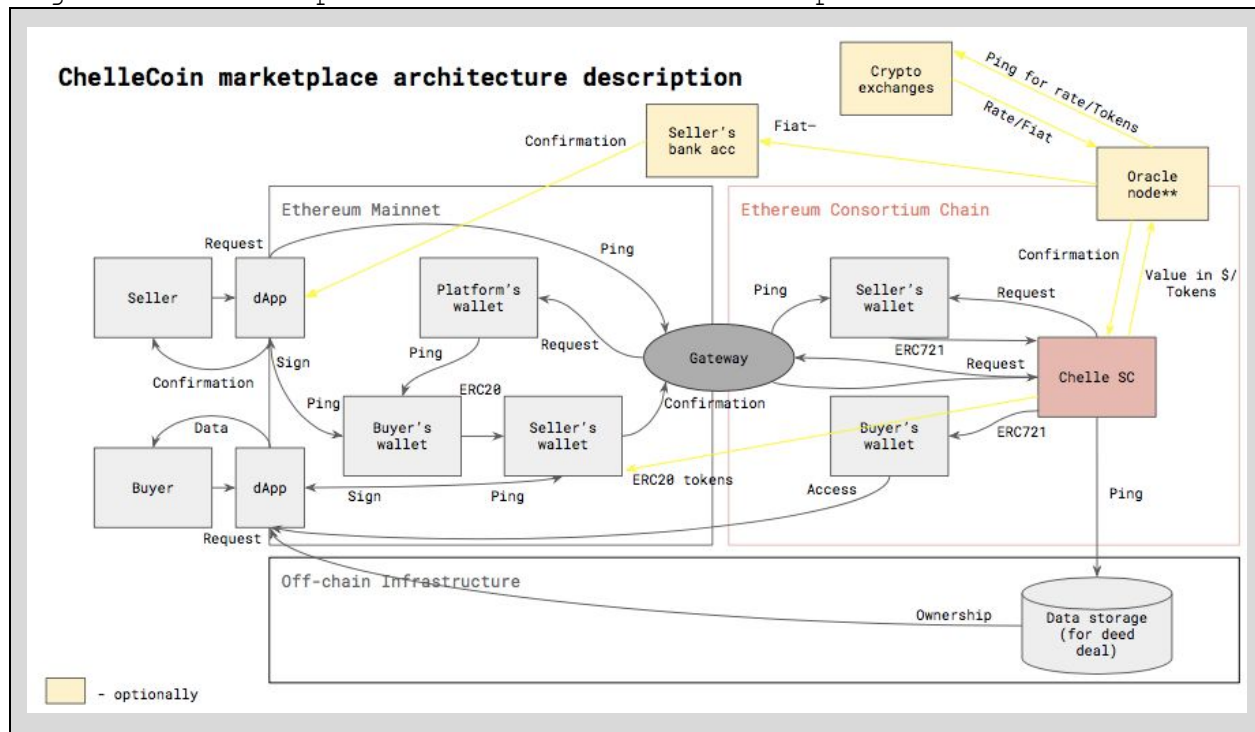 ChelleCoin marketplace architecture description
Crypto
exchanges
Ping for rate/Tokens
Rate/Fiat
Seller's
bank acc
Fiat—
Confirmation
Oracle
node**
Ethereum Mainnet
Ethereum Consortium Chain
Request
Ping
Confirmation
Value in $/
Tokens
Seller
dApp
Platform's
wallet
Ping
Seller's
wallet
Request
Ping
Request
ERC721
Sign
Gateway
Request
Chelle SC
Confirmation
ERC20
Confirmation
Ping
Data
Buyer's
wallet
Seller's
wallet
Buyer's
wallet
ERC721
Buyer
dApp
Sign
Ping
ERC20 tokens
Access
Ping
Request
Off-chain Infrastructure
Ownership
Data storage
(for deed
deal)
- optionally